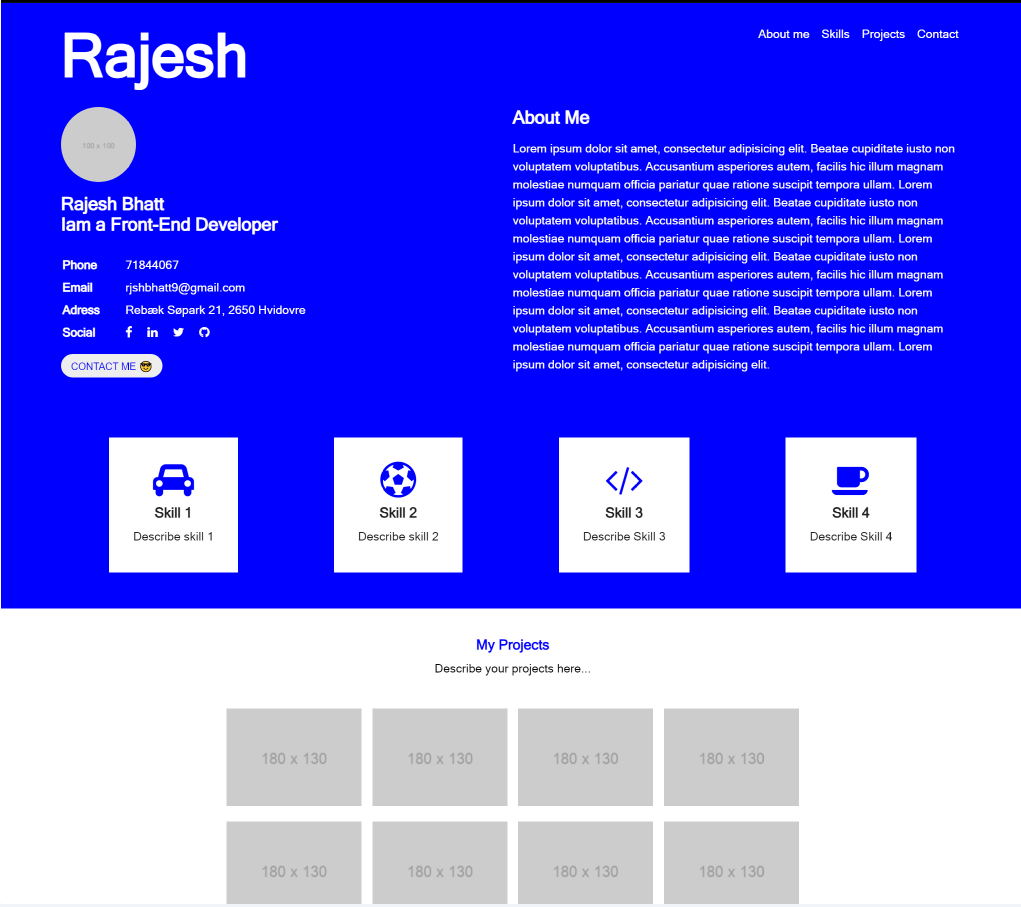 Rajesh
About me Skills Projects Contact
100 x 100
Rajesh Bhatt
Iam a Front-End Developer
Phone 71844067
Email rjshbhatt9@gmail.com
Adress Rebæk Søpark 21, 2650 Hvidovre
Social
CONTACT ME 😎
About Me
Lorem ipsum dolor sit amet, consectetur adipisicing elit. Beatae cupiditate iusto non
voluptatem voluptatibus. Accusantium asperiores autem, facilis hic illum magnam
molestiae numquam officia pariatur quae ratione suscipit tempora ullam. Lorem
ipsum dolor sit amet, consectetur adipisicing elit. Beatae cupiditate iusto non
voluptatem voluptatibus. Accusantium asperiores autem, facilis hic illum magnam
molestiae numquam officia pariatur quae ratione suscipit tempora ullam. Lorem
ipsum dolor sit amet, consectetur adipisicing elit. Beatae cupiditate iusto non
voluptatem voluptatibus. Accusantium asperiores autem, facilis hic illum magnam
molestiae numquam officia pariatur quae ratione suscipit tempora ullam. Lorem
ipsum dolor sit amet, consectetur adipisicing elit. Beatae cupiditate iusto non
voluptatem voluptatibus. Accusantium asperiores autem, facilis hic illum magnam
molestiae numquam officia pariatur quae ratione suscipit tempora ullam. Lorem
ipsum dolor sit amet, consectetur adipisicing elit.
Skill 1
Describe skill 1
Skill 2
Describe skill 2
Skill 3
Describe Skill 3
Skill 4
Describe Skill 4
My Projects
Describe your projects here...
180 x 130
180 x 130
180 x 130
180 x 130
180 x 130
180 x 130
180 x 130
180 x 130